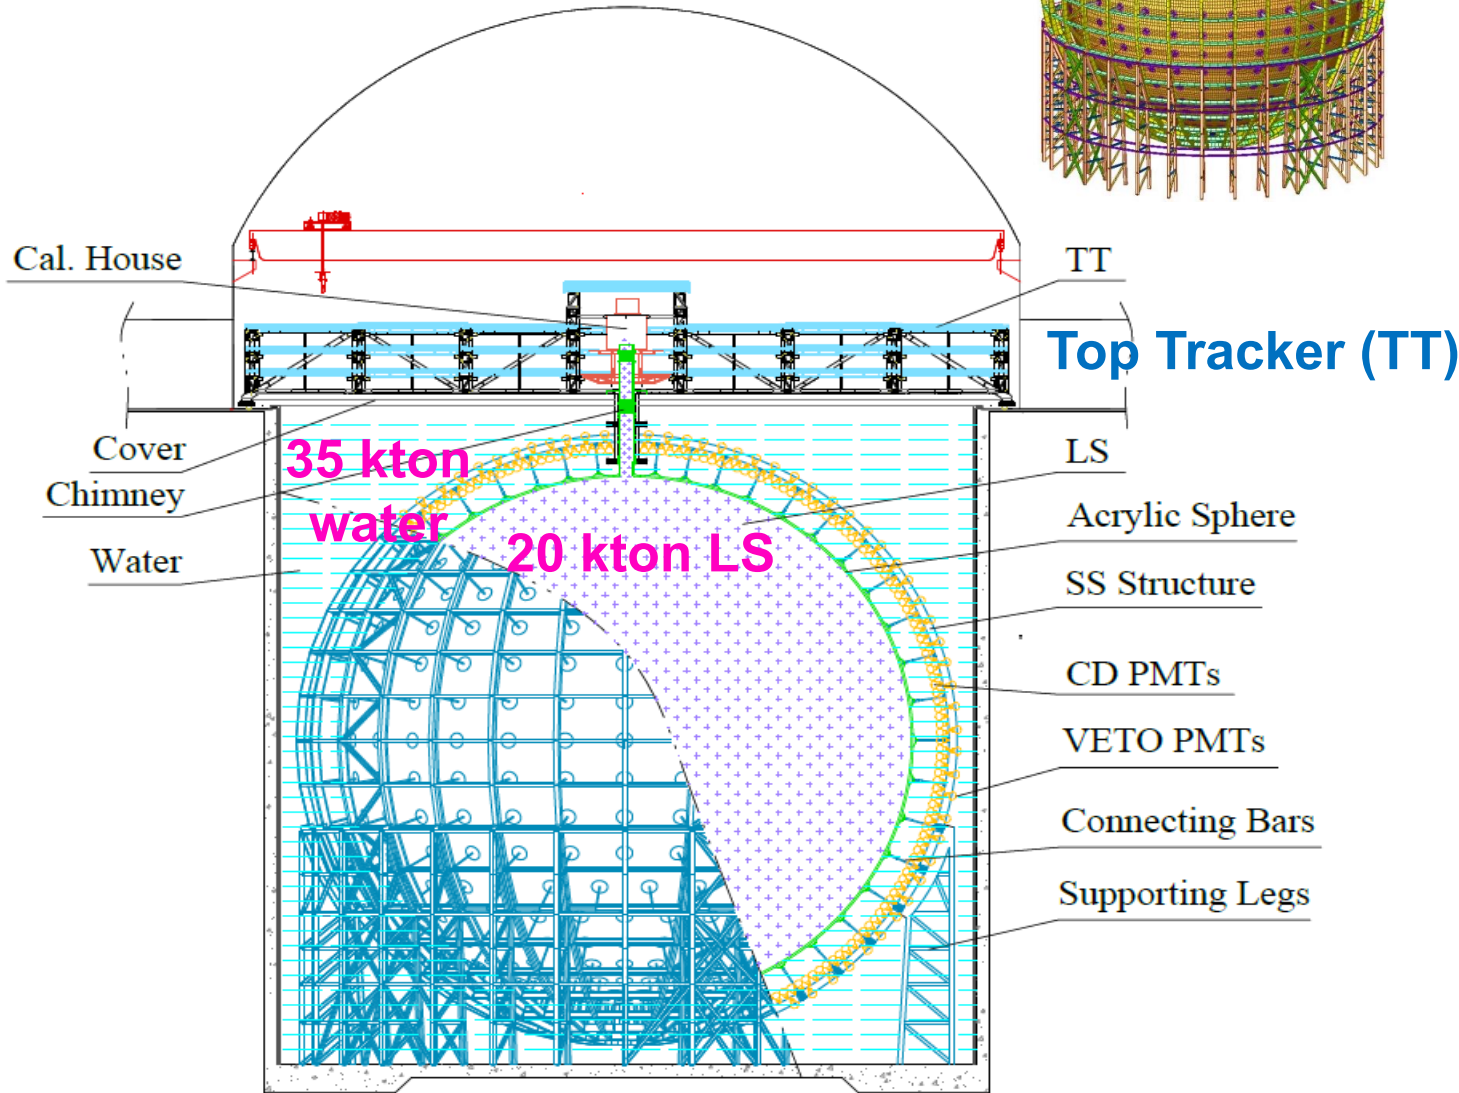 Cal. House
TT
Top Tracker (TT)
Cover
35 kton
water
LS
Chimney
Acrylic Sphere
20 kton LS
Water
SS Structure
CD PMTs
VETO PMTs
Connecting Bars
Supporting Legs